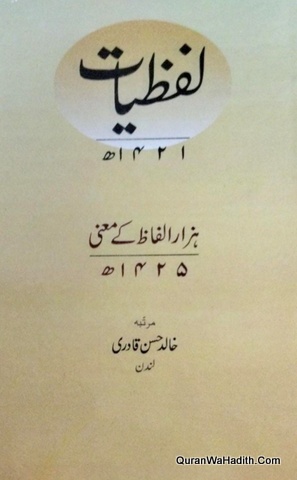 لفظیات
۱۴۲۱ھ
ہزار الفاظ کے معنی
۱۴۲۵ھ
مرتبہ
خالد حسن قادری
لندن
QuranWaHadith.Com